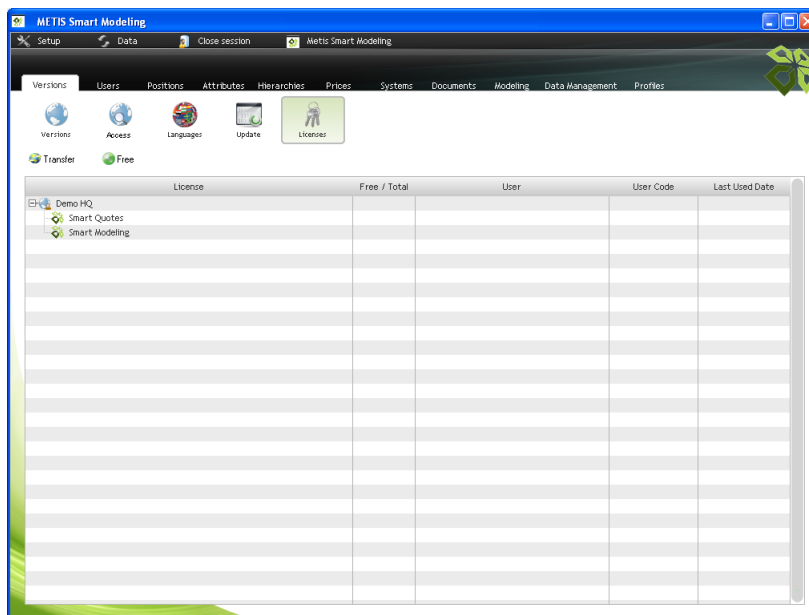 METIS Smart Modeling
Setup Data Close session Metis Smart Modeling
Versions Users Positions Attributes Hierarchies Prices Systems Documents Modeling Data Management Profiles
Versions Access Languages Update Licenses
Transfer Free
License Free / Total User User Code Last Used Date
Demo HQ
Smart Quotes
Smart Modeling